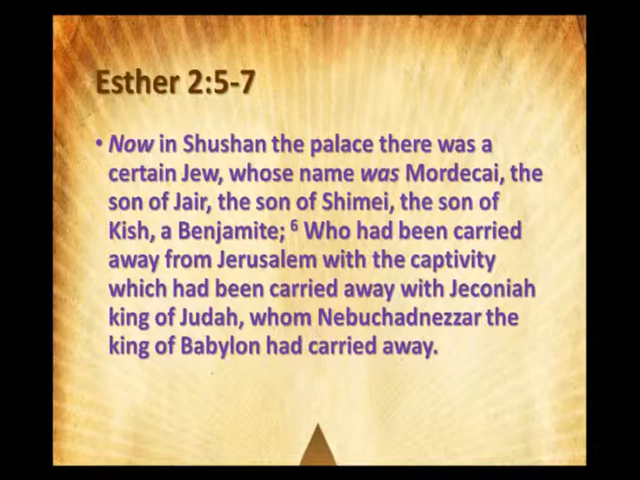 Esther 2:5-7
• Now in Shushan the palace there was a
certain Jew, whose name was Mordecai, the
son of Jair, the son of Shimei, the son of
Kish, a Benjamite; 6 Who had been carried
away from Jerusalem with the captivity
which had been carried away with Jeconiah
king of Judah, whom Nebuchadnezzar the
king of Babylon had carried away.